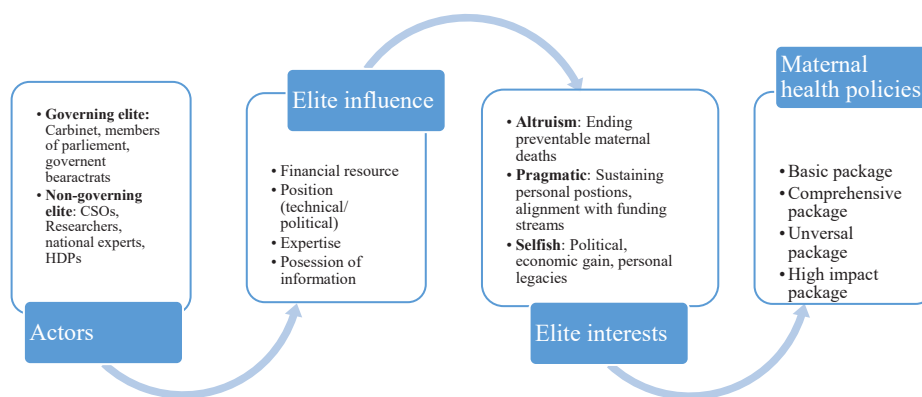 • Governing elite:
Carbinet, members
of parliement,
governent
bearactrats
• Non-governing
elite: CSOs,
Researchers,
national experts,
HDPs
Actors
Elite influence
• Financial resource
• Position
(technical/
political)
• Expertise
• Posession of
information
• Altruism: Ending
preventable maternal
deaths
• Pragmatic: Sustaining
personal postions,
alignment with funding
streams
• Selfish: Political,
economic gain, personal
legacies
Elite interests
Maternal
health policies
• Basic package
• Comprehensive
package
• Unversal
package
• High impact
package